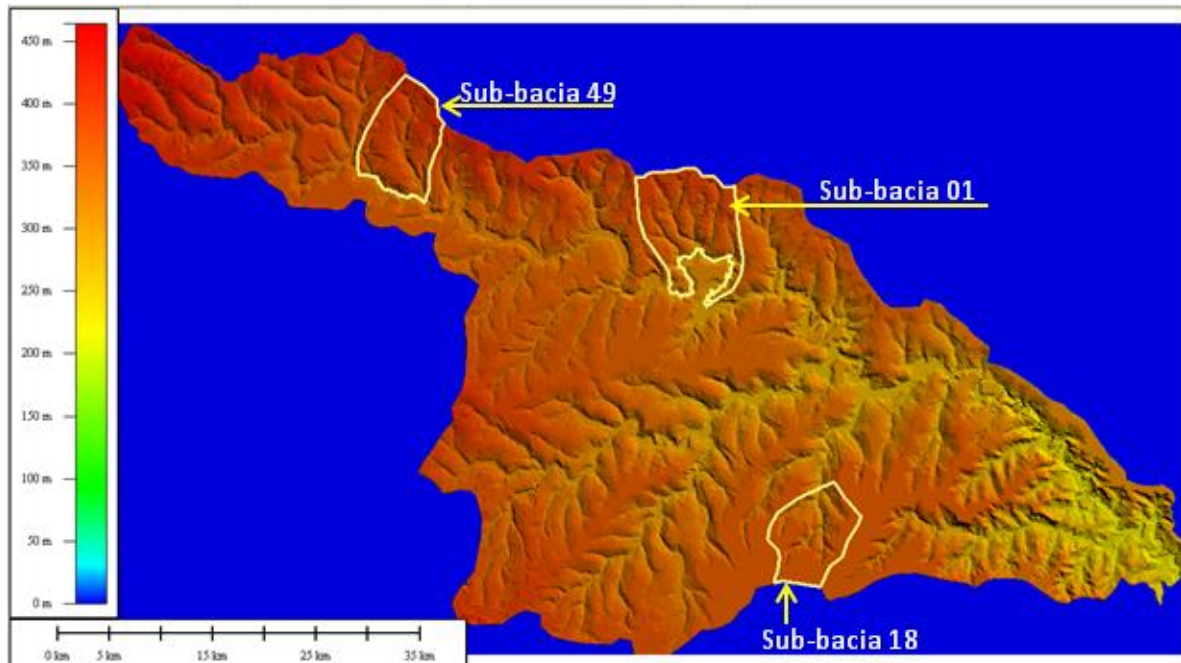 450 m
400 m
350 m
300 m
250 m
200 m
150 m
100 m
50 m
0 m
Sub-bacia 49
Sub-bacia 01
Sub-bacia 18
0 km 5 km 15 km 25 km 35 km